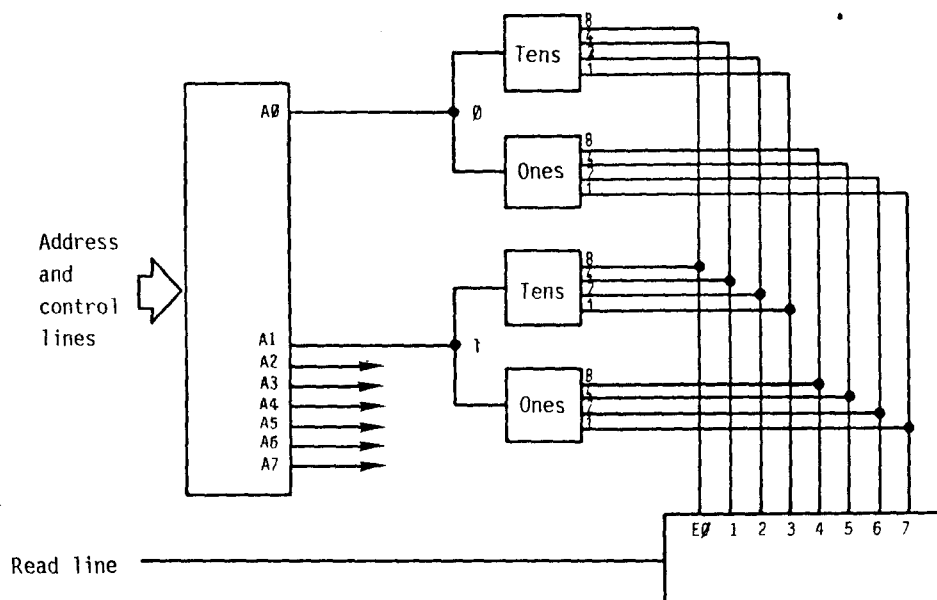 8
4
2
1
Tens
AØ
Ø
8
4
2
1
Ones
Address
and
control
lines
8
4
2
1
Tens
A1
1
A2
A3
A4
A5
A6
A7
8
4
2
1
Ones
EØ 1 2 3 4 5 6 7
Read line